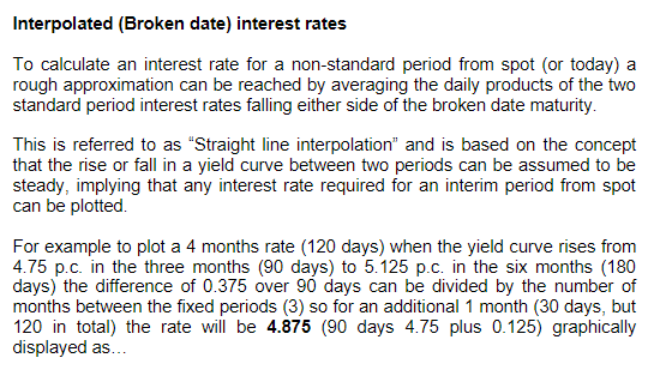 Interpolated (Broken date) interest rates
To calculate an interest rate for a non-standard period from spot (or today) a
rough approximation can be reached by averaging the daily products of the two
standard period interest rates falling either side of the broken date maturity.
This is referred to as “Straight line interpolation” and is based on the concept
that the rise or fall in a yield curve between two periods can be assumed to be
steady, implying that any interest rate required for an interim period from spot
can be plotted.
For example to plot a 4 months rate (120 days) when the yield curve rises from
4.75 p.c. in the three months (90 days) to 5.125 p.c. in the six months (180
days) the difference of 0.375 over 90 days can be divided by the number of
months between the fixed periods (3) so for an additional 1 month (30 days, but
120 in total) the rate will be 4.875 (90 days 4.75 plus 0.125) graphically
displayed as…